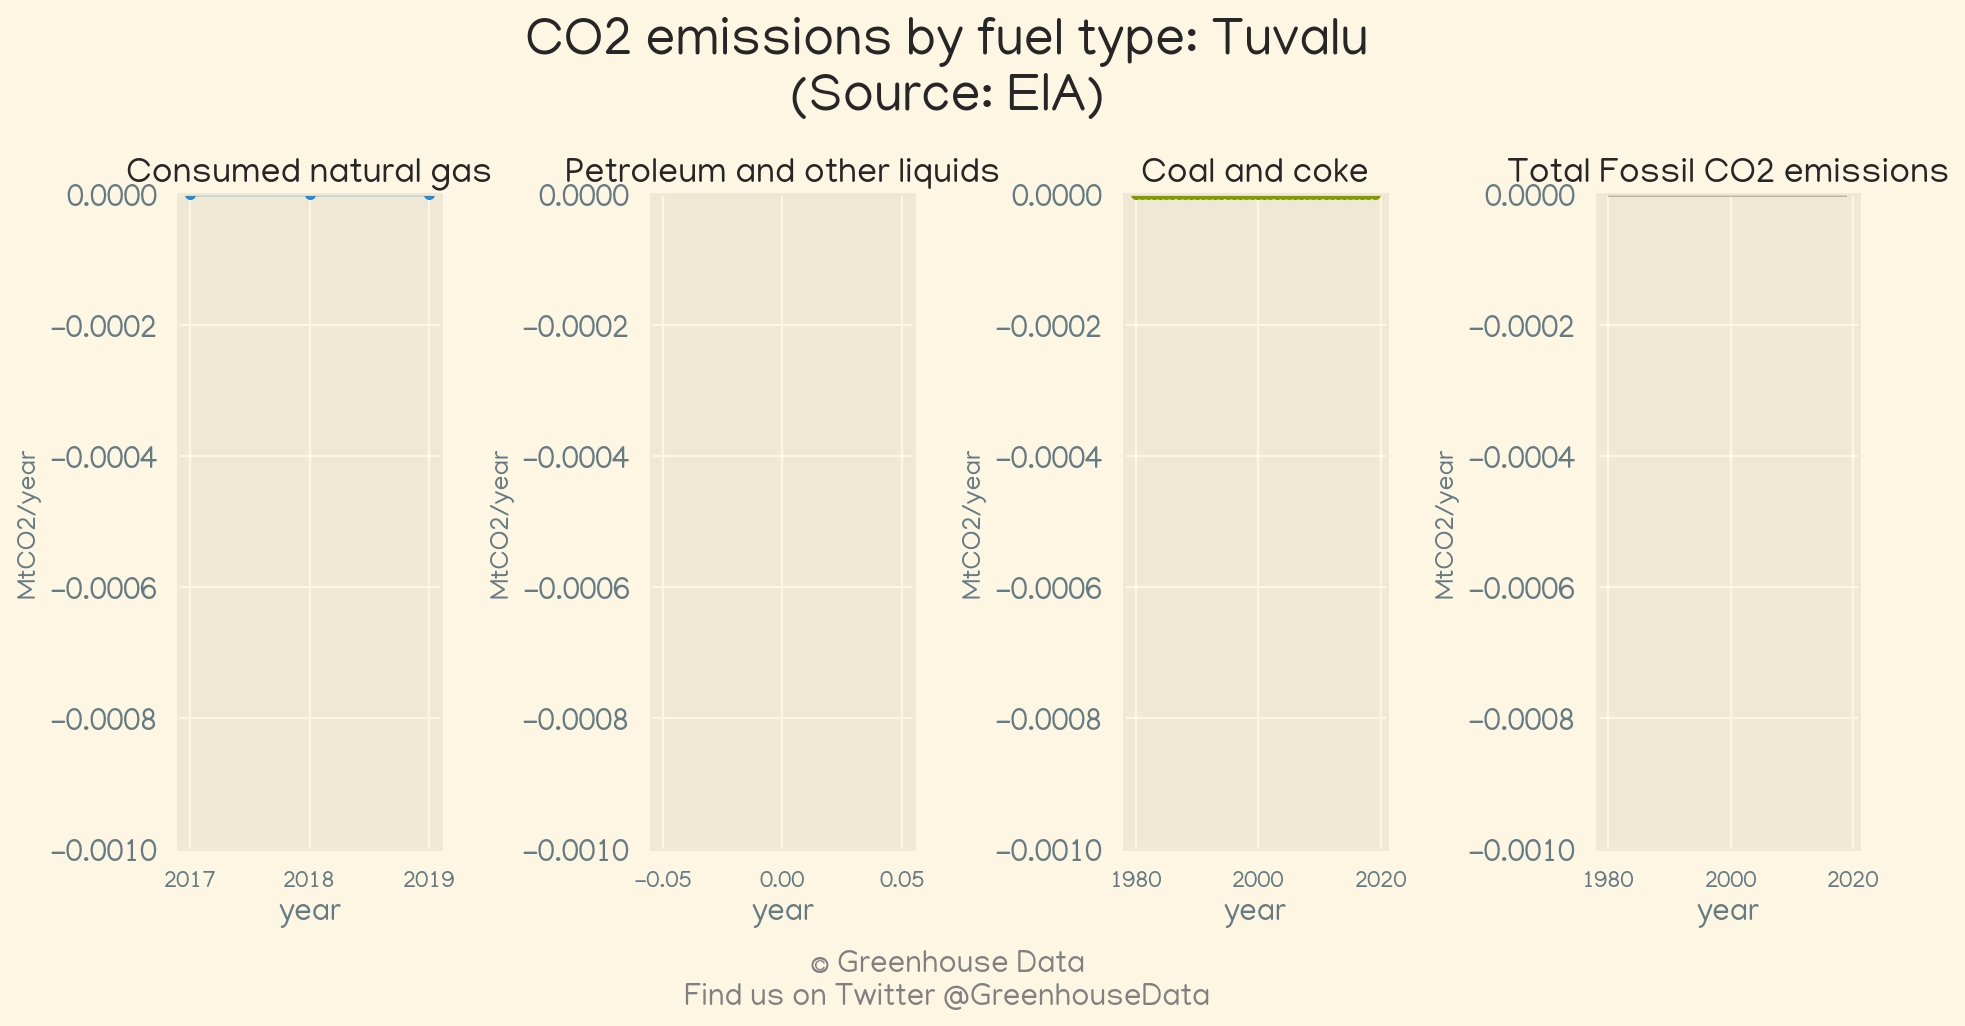 CO2 emissions by fuel type: Tuvalu
(Source: EIA)
Consumed natural gas
0.0000
−0.0002
−0.0004
−0.0006
−0.0008
−0.0010
MtCO2/year
2017 2018 2019
year
Petroleum and other liquids
0.0000
−0.0002
−0.0004
−0.0006
−0.0008
−0.0010
MtCO2/year
−0.05 0.00 0.05
year
Coal and coke
0.0000
−0.0002
−0.0004
−0.0006
−0.0008
−0.0010
MtCO2/year
1980 2000 2020
year
Total Fossil CO2 emissions
0.0000
−0.0002
−0.0004
−0.0006
−0.0008
−0.0010
MtCO2/year
1980 2000 2020
year
© Greenhouse Data
Find us on Twitter @GreenhouseData